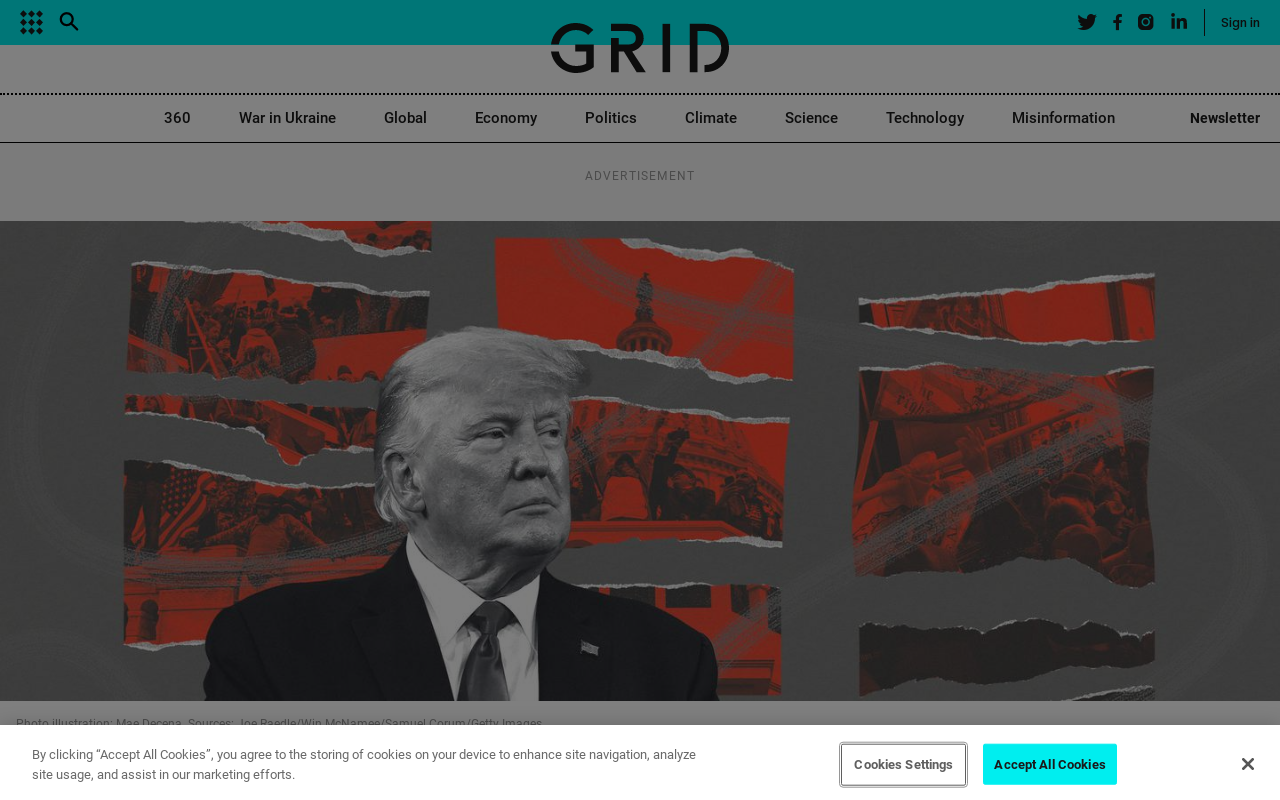 Sign in
GRID
360 War in Ukraine Global Economy Politics Climate Science Technology Misinformation Newsletter
ADVERTISEMENT
Photo illustration: Mae Decena, Sources: Joe Raedle/Win McNamee/Samuel Corum/Getty Images
By clicking “Accept All Cookies”, you agree to the storing of cookies on your device to enhance site navigation, analyze
site usage, and assist in our marketing efforts.
Cookies Settings
Accept All Cookies